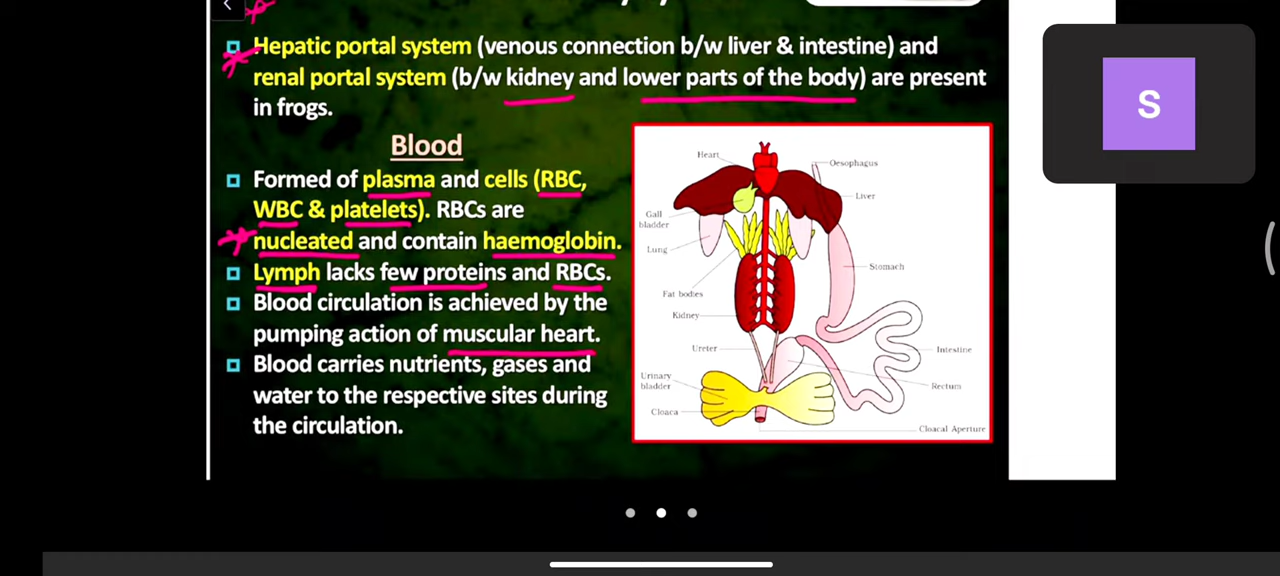 Hepatic portal system (venous connection b/w liver & intestine) and
renal portal system (b/w kidney and lower parts of the body) are present
in frogs.
Blood
Formed of plasma and cells (RBC,
WBC & platelets). RBCs are
nucleated and contain haemoglobin.
Lymph lacks few proteins and RBCs.
Blood circulation is achieved by the
pumping action of muscular heart.
Blood carries nutrients, gases and
water to the respective sites during
the circulation.
Heart
Oesophagus
Liver
Gall
bladder
Lung
Stomach
Fat bodies
Kidney
Ureter
Intestine
Urinary
bladder
Rectum
Cloaca
Cloacal Aperture
S